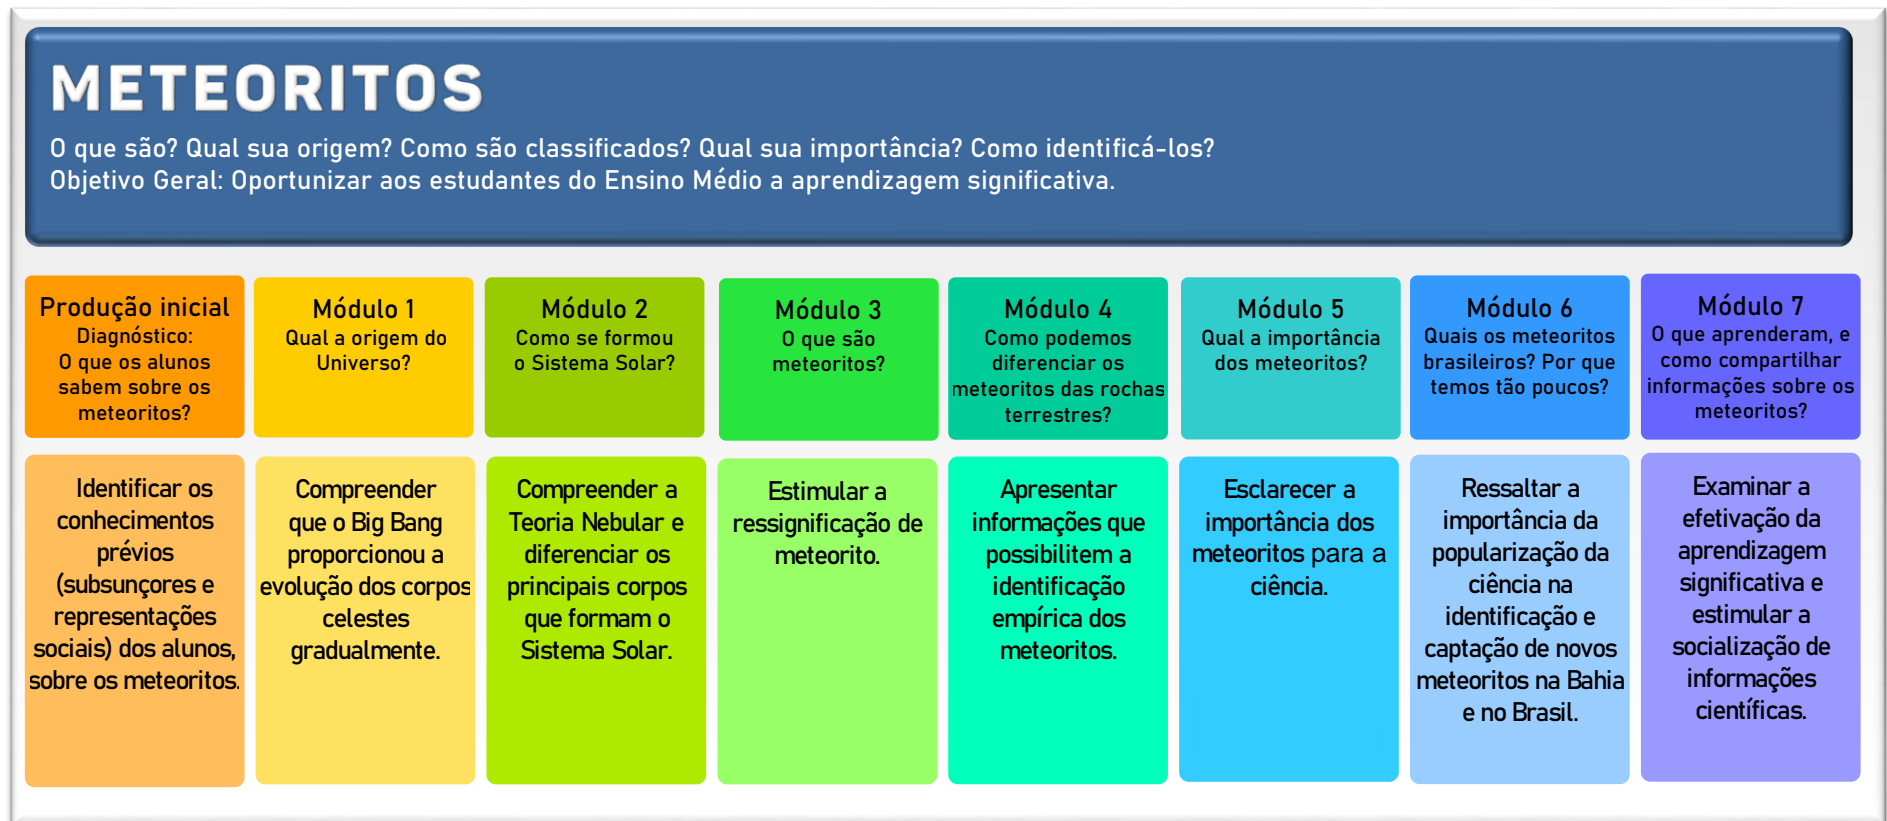 METEORITOS
O que são? Qual sua origem? Como são classificados? Qual sua importância? Como identificá-los?
Objetivo Geral: Oportunizar aos estudantes do Ensino Médio a aprendizagem significativa.
Produção inicial
Diagnóstico:
O que os alunos
sabem sobre os
meteoritos?
Módulo 1
Qual a origem do
Universo?
Módulo 2
Como se formou
o Sistema Solar?
Módulo 3
O que são
meteoritos?
Módulo 4
Como podemos
diferenciar os
meteoritos das rochas
terrestres?
Módulo 5
Qual a importância
dos meteoritos?
Módulo 6
Quais os meteoritos
brasileiros? Por que
temos tão poucos?
Módulo 7
O que aprenderam, e
como compartilhar
informações sobre os
meteoritos?
Identificar os
conhecimentos
prévios
(subsunçores e
representações
sociais) dos alunos,
sobre os meteoritos.
Compreender
que o Big Bang
proporcionou a
evolução dos corpos
celestes
gradualmente.
Compreender a
Teoria Nebular e
diferenciar os
principais corpos
que formam o
Sistema Solar.
Estimular a
ressignificação de
meteorito.
Apresentar
informações que
possibilitem a
identificação
empírica dos
meteoritos.
Esclarecer a
importância dos
meteoritos para a
ciência.
Ressaltar a
importância da
popularização da
ciência na
identificação e
captação de novos
meteoritos na Bahia
e no Brasil.
Examinar a
efetivação da
aprendizagem
significativa e
estimular a
socialização de
informações
científicas.